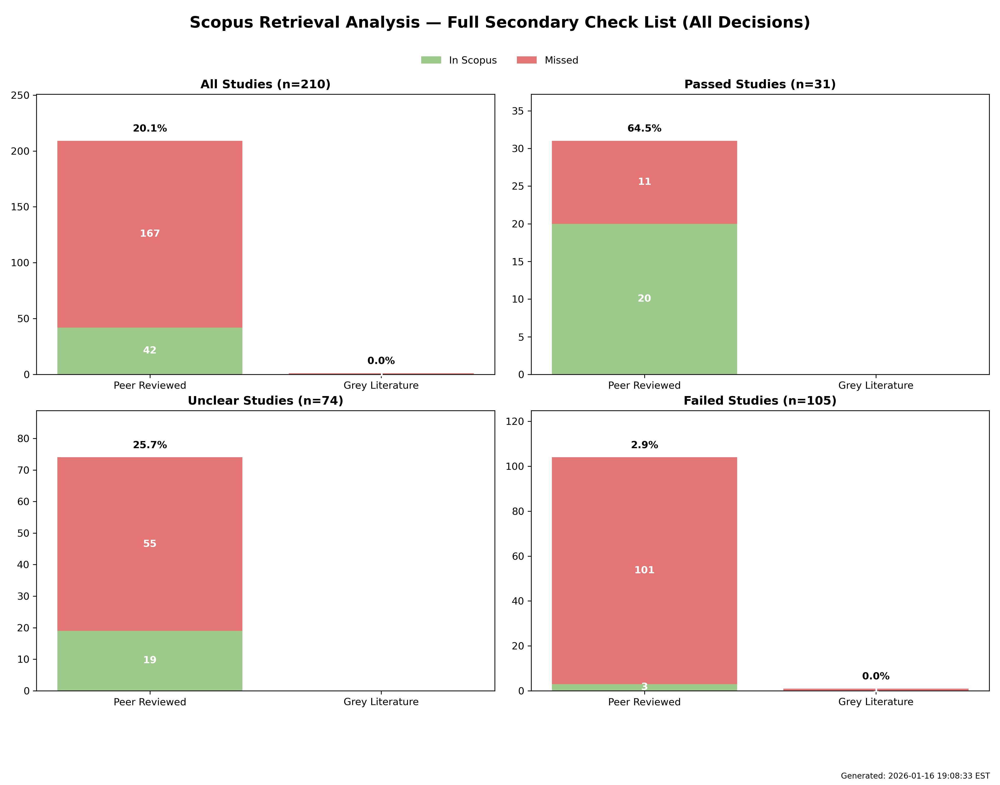 Scopus Retrieval Analysis — Full Secondary Check List (All Decisions)
In Scopus
Missed
All Studies (n=210)
250
200
150
100
50
0
20.1%
167
42
0.0%
Peer Reviewed
Grey Literature
Passed Studies (n=31)
35
30
25
20
15
10
5
0
64.5%
11
20
Peer Reviewed
Grey Literature
Unclear Studies (n=74)
80
70
60
50
40
30
20
10
0
25.7%
55
19
Peer Reviewed
Grey Literature
Failed Studies (n=105)
120
100
80
60
40
20
0
2.9%
101
3
0.0%
Peer Reviewed
Grey Literature
Generated: 2026-01-16 19:08:33 EST